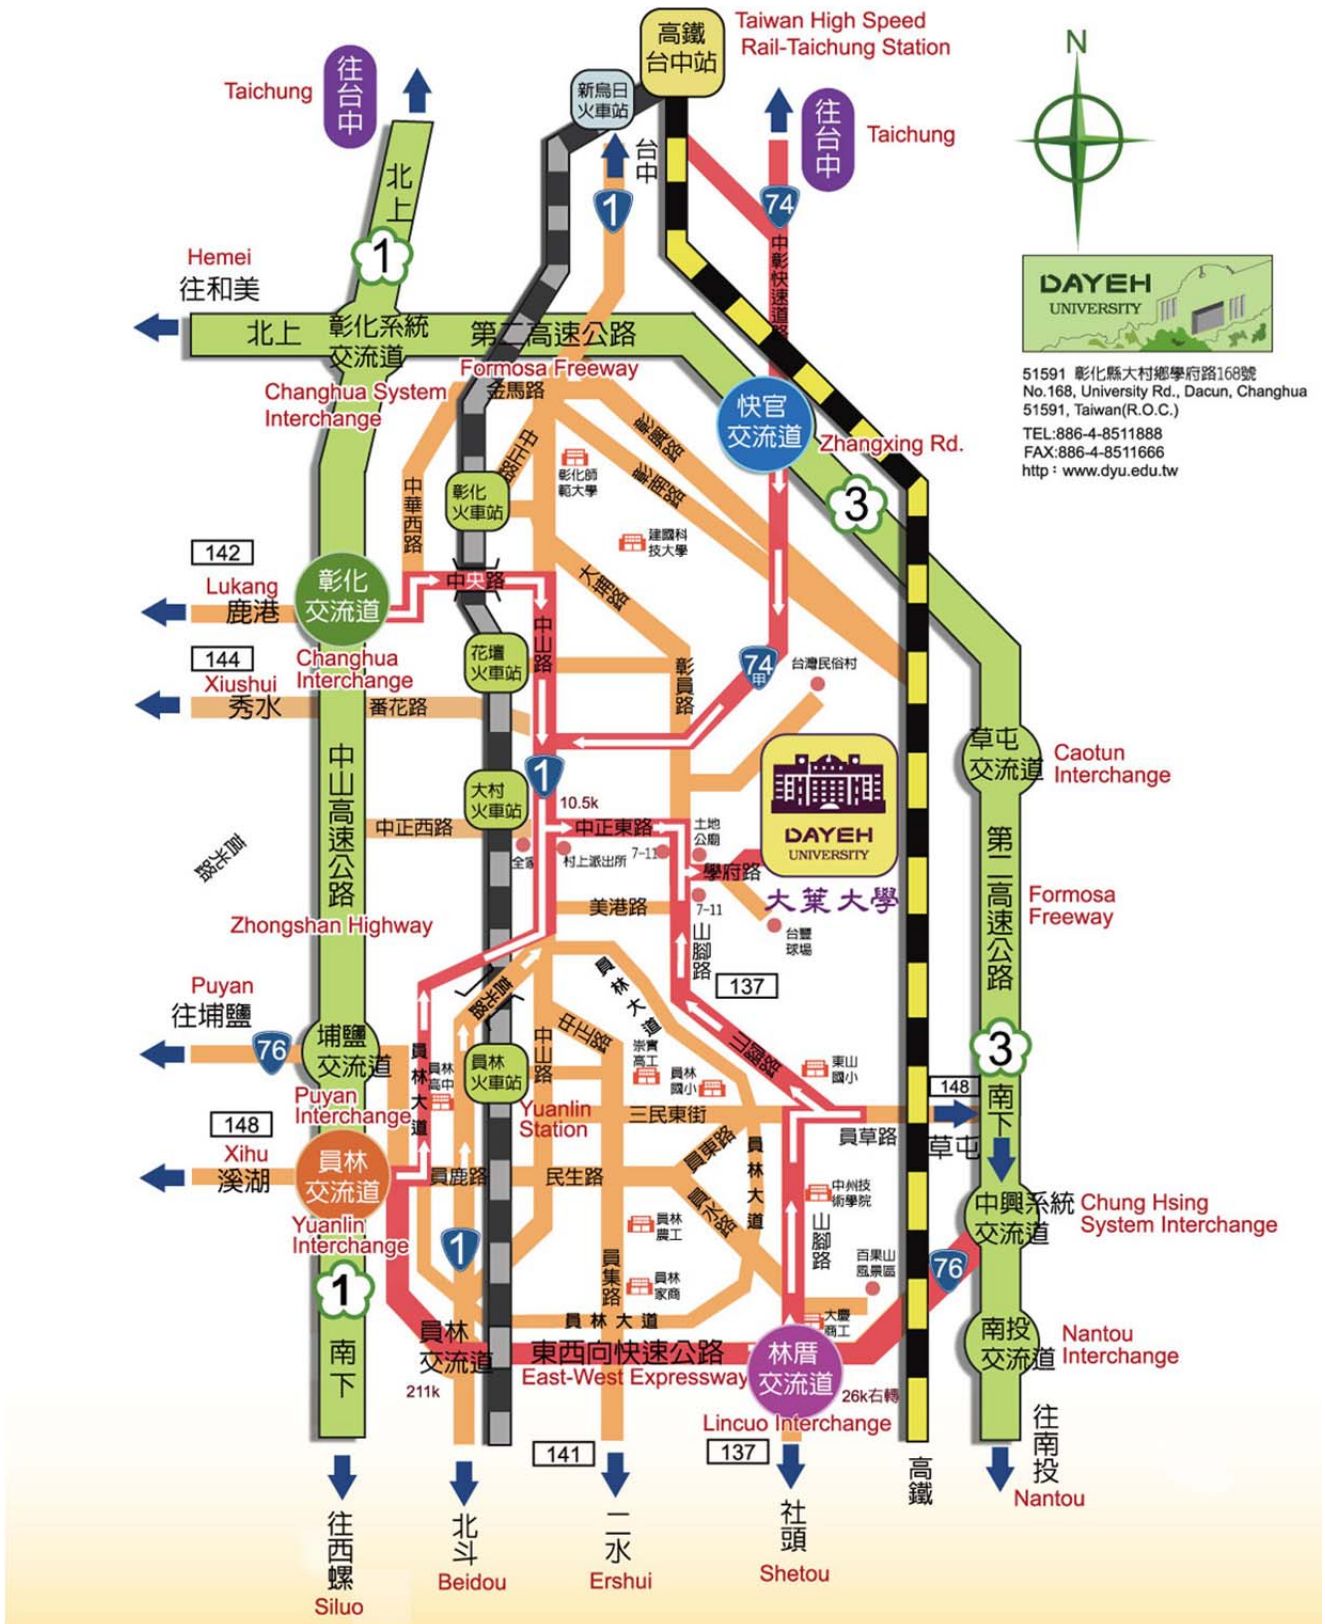 高鐵
台中站
Taiwan High Speed
Rail-Taichung Station
新烏日
火車站
Taichung
往台中
往台中
Taichung
台中
N
北上
1
1
74
中彰快速道路
Hemei
往和美
北上
彰化系統
交流道
第二高速公路
Formosa Freeway
Changhua System
Interchange
金馬路
DAYEH
UNIVERSITY
51591 彰化縣大村鄉學府路168號
No.168, University Rd., Dacun, Changhua
51591, Taiwan(R.O.C.)
TEL:886-4-8511888
FAX:886-4-8511666
http : www.dyu.edu.tw
快官
交流道
Zhangxing Rd.
3
彰興路
彰南路
中正路
彰化師
範大學
彰化
火車站
中華西路
建國科
技大學
142
Lukang
鹿港
彰化
交流道
中央路
大埔路
Changhua
Interchange
144
Xiushui
秀水
番花路
花壇
火車站
中山路
彰員路
74
甲
台灣民俗村
草屯
交流道
Caotun
Interchange
中山高速公路
大村
火車站
1
10.5k
中正西路
中正東路
土地
公廟
全家
村上派出所
7-11
學府路
DAYEH
UNIVERSITY
大葉大學
7-11
美港路
山腳路
台豐
球場
137
第二高速公路
Formosa
Freeway
莒光路
Zhongshan Highway
Puyan
往埔鹽
76
埔鹽
交流道
Puyan
Interchange
莒光路
員林大道
員林
高中
員林
火車站
Yuanlin
Station
中山路
中正路
員林大道
崇實
高工
員林
國小
山腳路
東山
國小
3
148
南下
草屯
員草路
三民東街
148
Xihu
溪湖
員林
交流道
Yuanlin
Interchange
員鹿路
民生路
員東路
員林大道
員水路
中州技
術學院
山腳路
百果山
風景區
中興系統
交流道
Chung Hsing
System Interchange
76
1
1
員林
農工
員集路
員林
家商
員林大道
大慶
商工
南下
員林
交流道
211k
東西向快速公路
East-West Expressway
林厝
交流道
26k右轉
Lincuo Interchange
南投
交流道
Nantou
Interchange
141
137
高鐵
往南投
Nantou
往西螺
Siluo
北斗
Beidou
二水
Ershui
社頭
Shetou